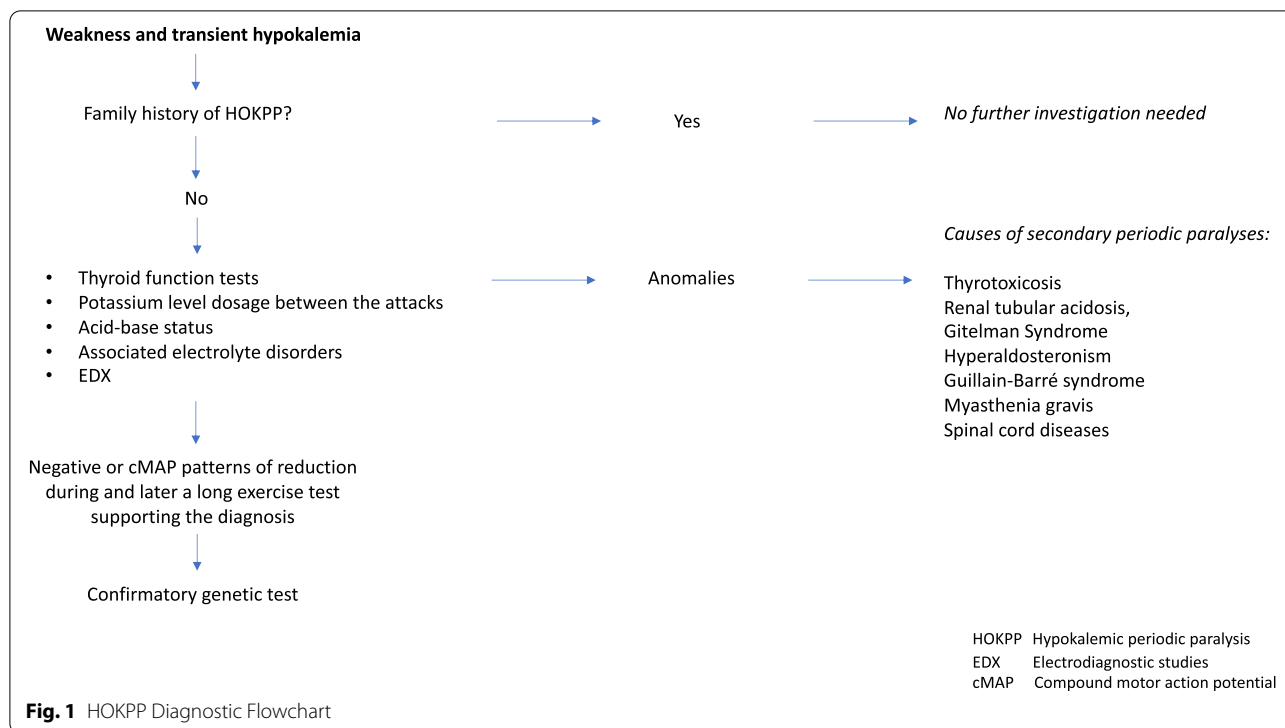 Weakness and transient hypokalemia
Family history of HOKPP?
Yes
No further investigation needed
No
• Thyroid function tests
• Potassium level dosage between the attacks
• Acid-base status
• Associated electrolyte disorders
• EDX
Anomalies
Causes of secondary periodic paralyses:
Thyrotoxicosis
Renal tubular acidosis,
Gitelman Syndrome
Hyperaldosteronism
Guillain-Barré syndrome
Myasthenia gravis
Spinal cord diseases
Negative or cMAP patterns of reduction
during and later a long exercise test
supporting the diagnosis
Confirmatory genetic test
HOKPP Hypokalemic periodic paralysis
EDX Electrodiagnostic studies
cMAP Compound motor action potential
Fig. 1 HOKPP Diagnostic Flowchart